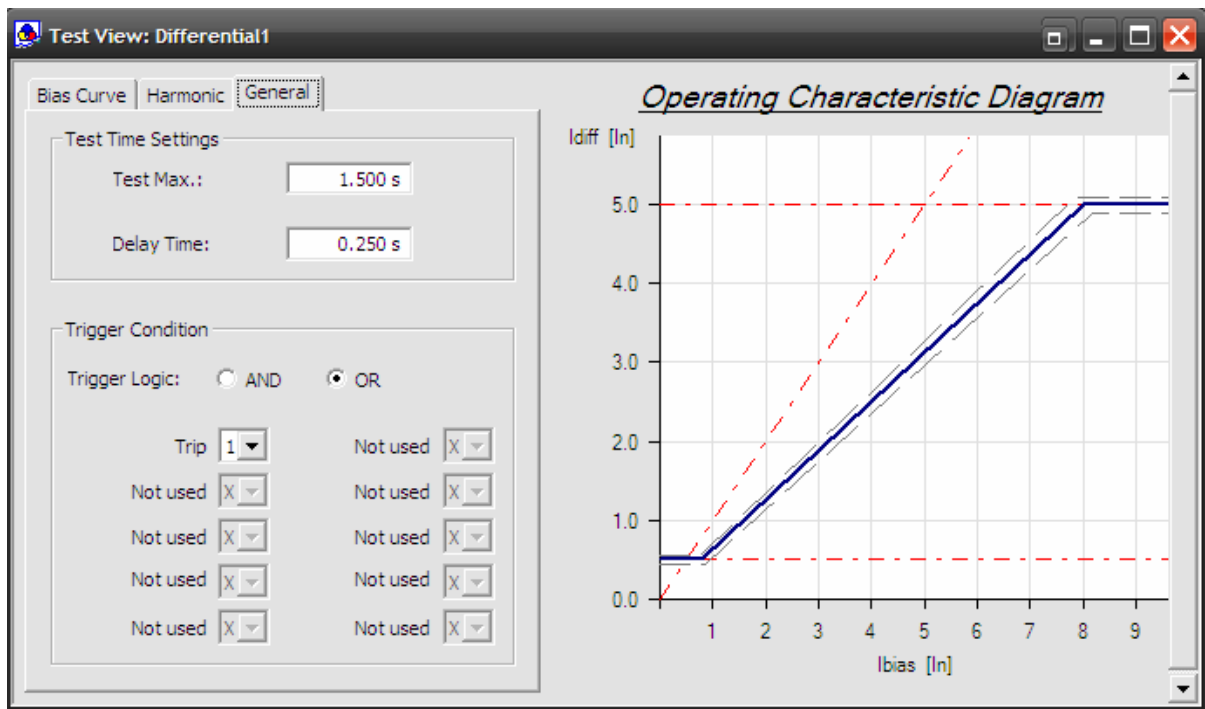 Test View: Differential1
Bias Curve Harmonic General
Test Time Settings
Test Max.: 1.500 s
Delay Time: 0.250 s
Trigger Condition
Trigger Logic: AND OR
Trip 1 Not used X
Not used X Not used X
Not used X Not used X
Not used X Not used X
Not used X Not used X
Operating Characteristic Diagram
Idiff [In]
5.0
4.0
3.0
2.0
1.0
0.0
1 2 3 4 5 6 7 8 9
Ibias [In]